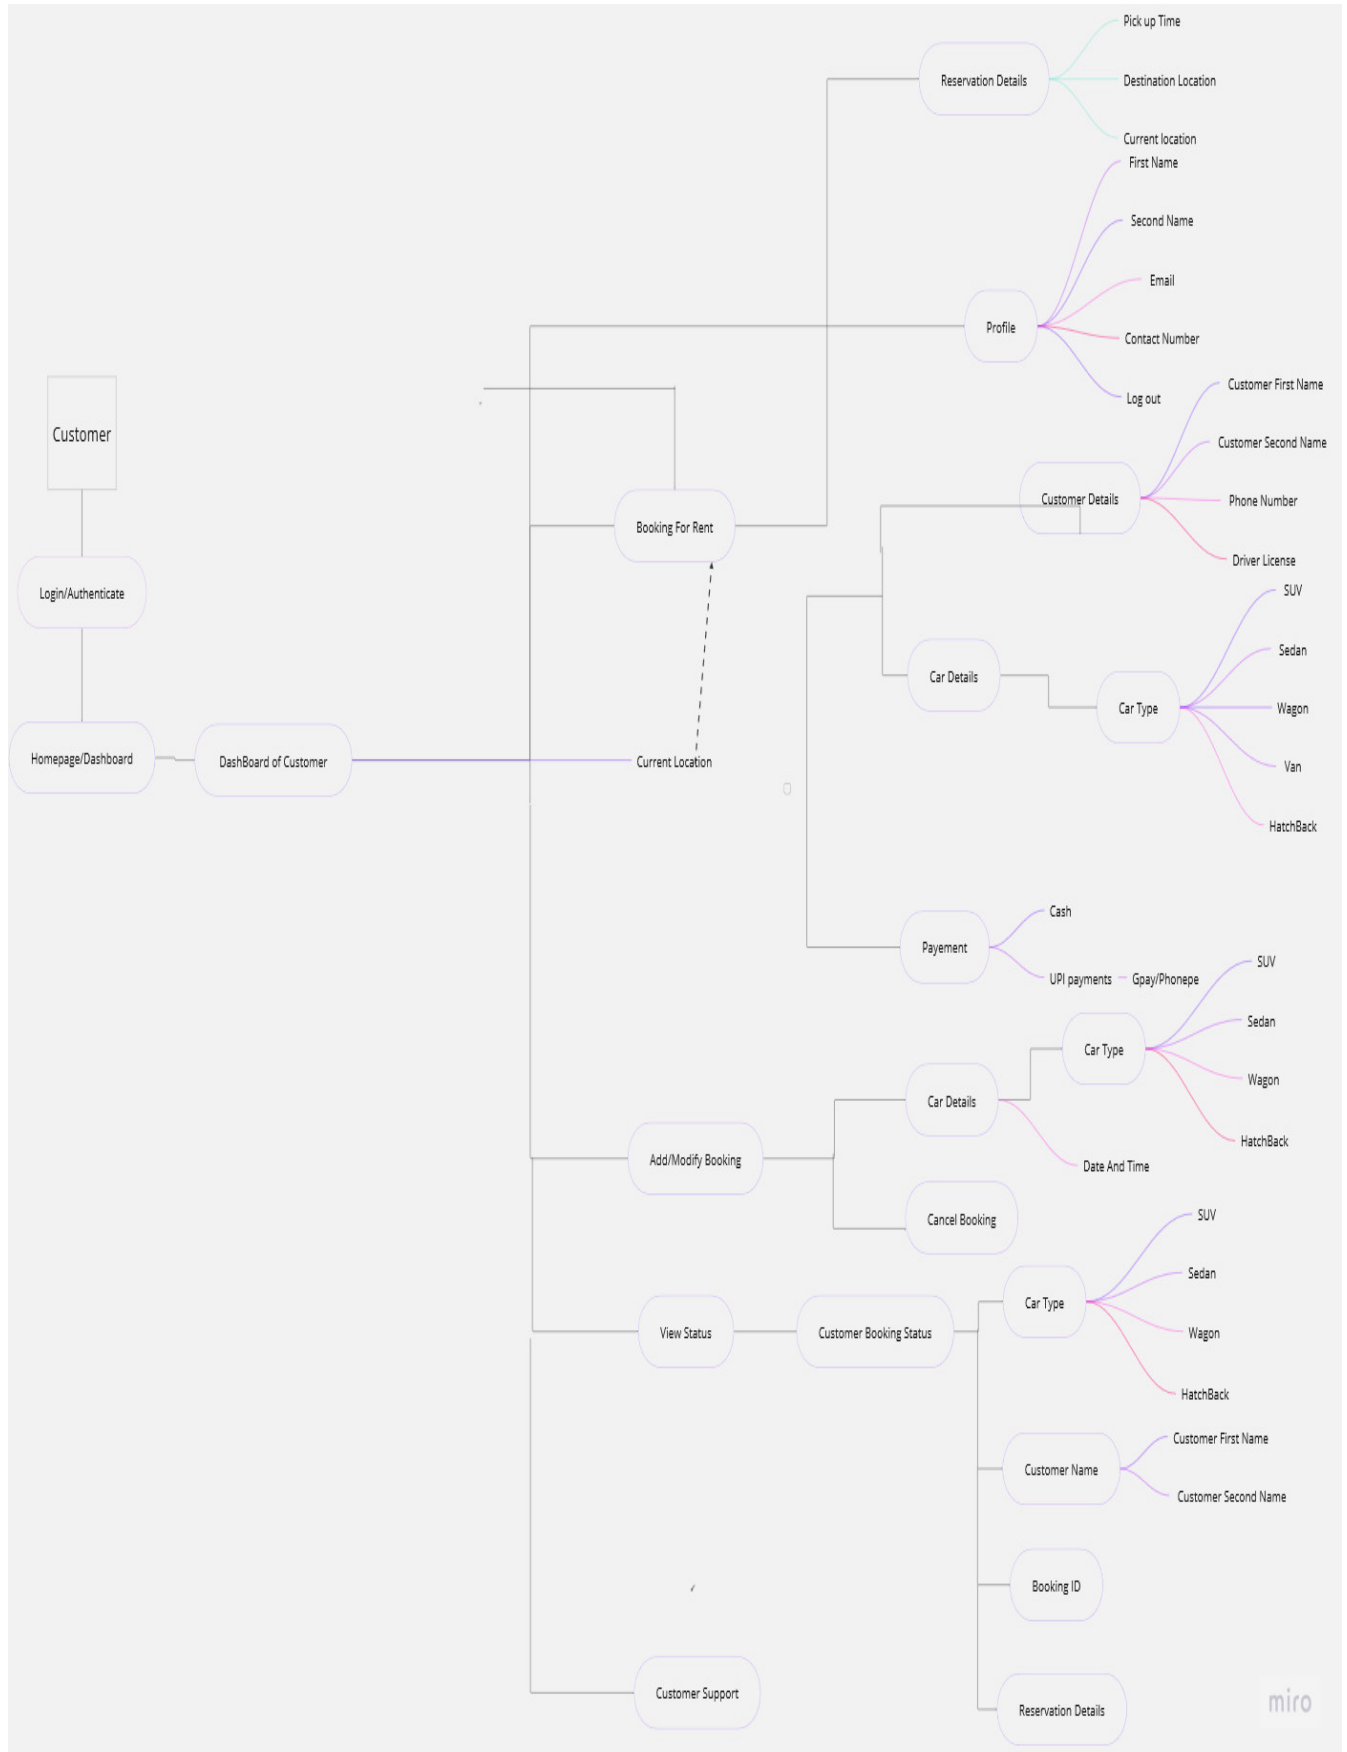 Pick up Time
Reservation Details
Destination Location
Current location
First Name
Second Name
Email
Profile
Contact Number
Log out
Customer
Customer First Name
Customer Second Name
Customer Details
Phone Number
Driver License
Booking For Rent
Login/Authenticate
SUV
Sedan
Car Details
Car Type
Wagon
Van
HatchBack
Homepage/Dashboard
DashBoard of Customer
Current Location
Cash
Payement
UPI payments
Gpay/Phonepe
SUV
Sedan
Car Type
Wagon
HatchBack
Car Details
Date And Time
Add/Modify Booking
Cancel Booking
SUV
Sedan
Car Type
Wagon
HatchBack
View Status
Customer Booking Status
Customer First Name
Customer Name
Customer Second Name
Booking ID
Customer Support
Reservation Details
miro